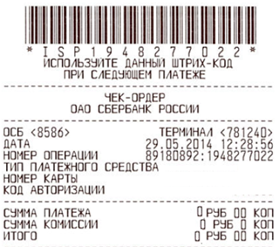 *ISP1948277022*
ИСПОЛЬЗУЙТЕ ДАННЫЙ ШТРИХ-КОД
ПРИ СЛЕДУЮЩЕМ ПЛАТЕЖЕ
ЧЕК-ОРДЕР
ОАО СБЕРБАНК РОССИИ
ОСБ <8586> ТЕРМИНАЛ <78124D>
ДАТА 29.05.2014 12:28:56
НОМЕР ОПЕРАЦИИ 89180892:1948277022
ТИП ПЛАТЕЖНОГО СРЕДСТВА
НОМЕР КАРТЫ
КОД АВТОРИЗАЦИИ
СУММА ПЛАТЕЖА 0 РУБ 00 КОП
СУММА КОМИССИИ 0 РУБ 00 КОП
ИТОГО 0 РУБ 00 КОП